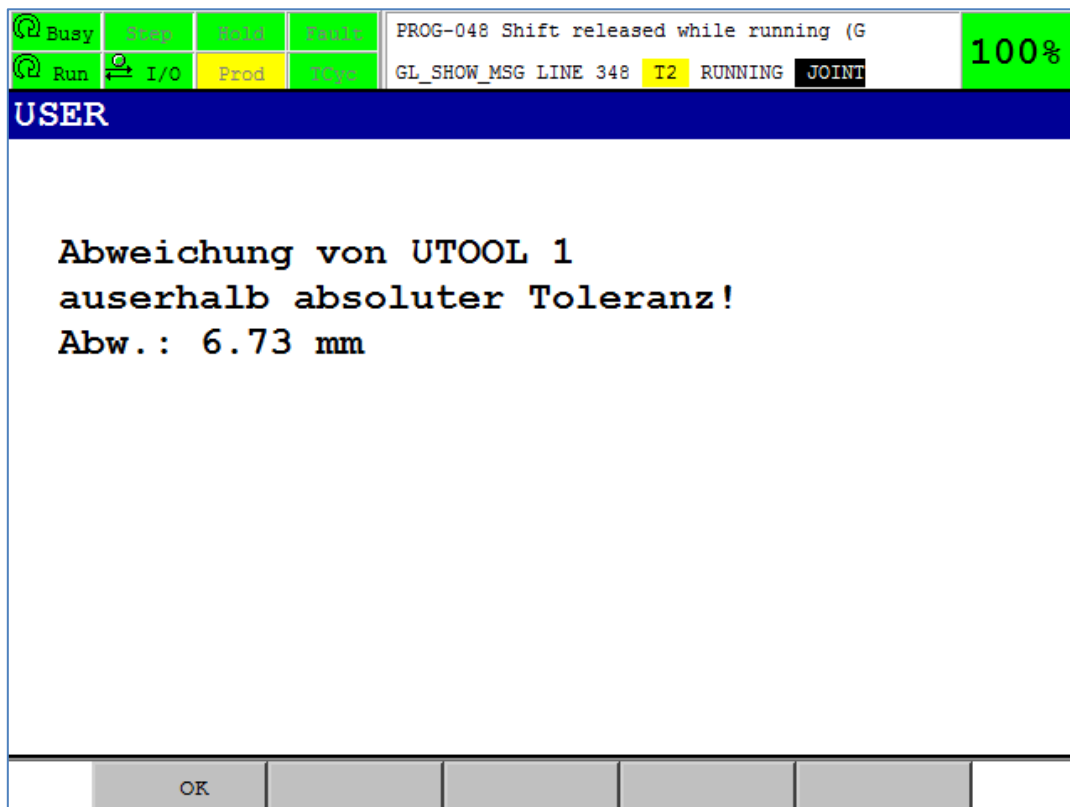 Busy Step Hold Fault PROG-048 Shift released while running (G
Run I/O Prod TCyc GL_SHOW_MSG LINE 348 T2 RUNNING JOINT
100%
USER
Abweichung von UTOOL 1
auserhalb absoluter Toleranz!
Abw.: 6.73 mm
OK